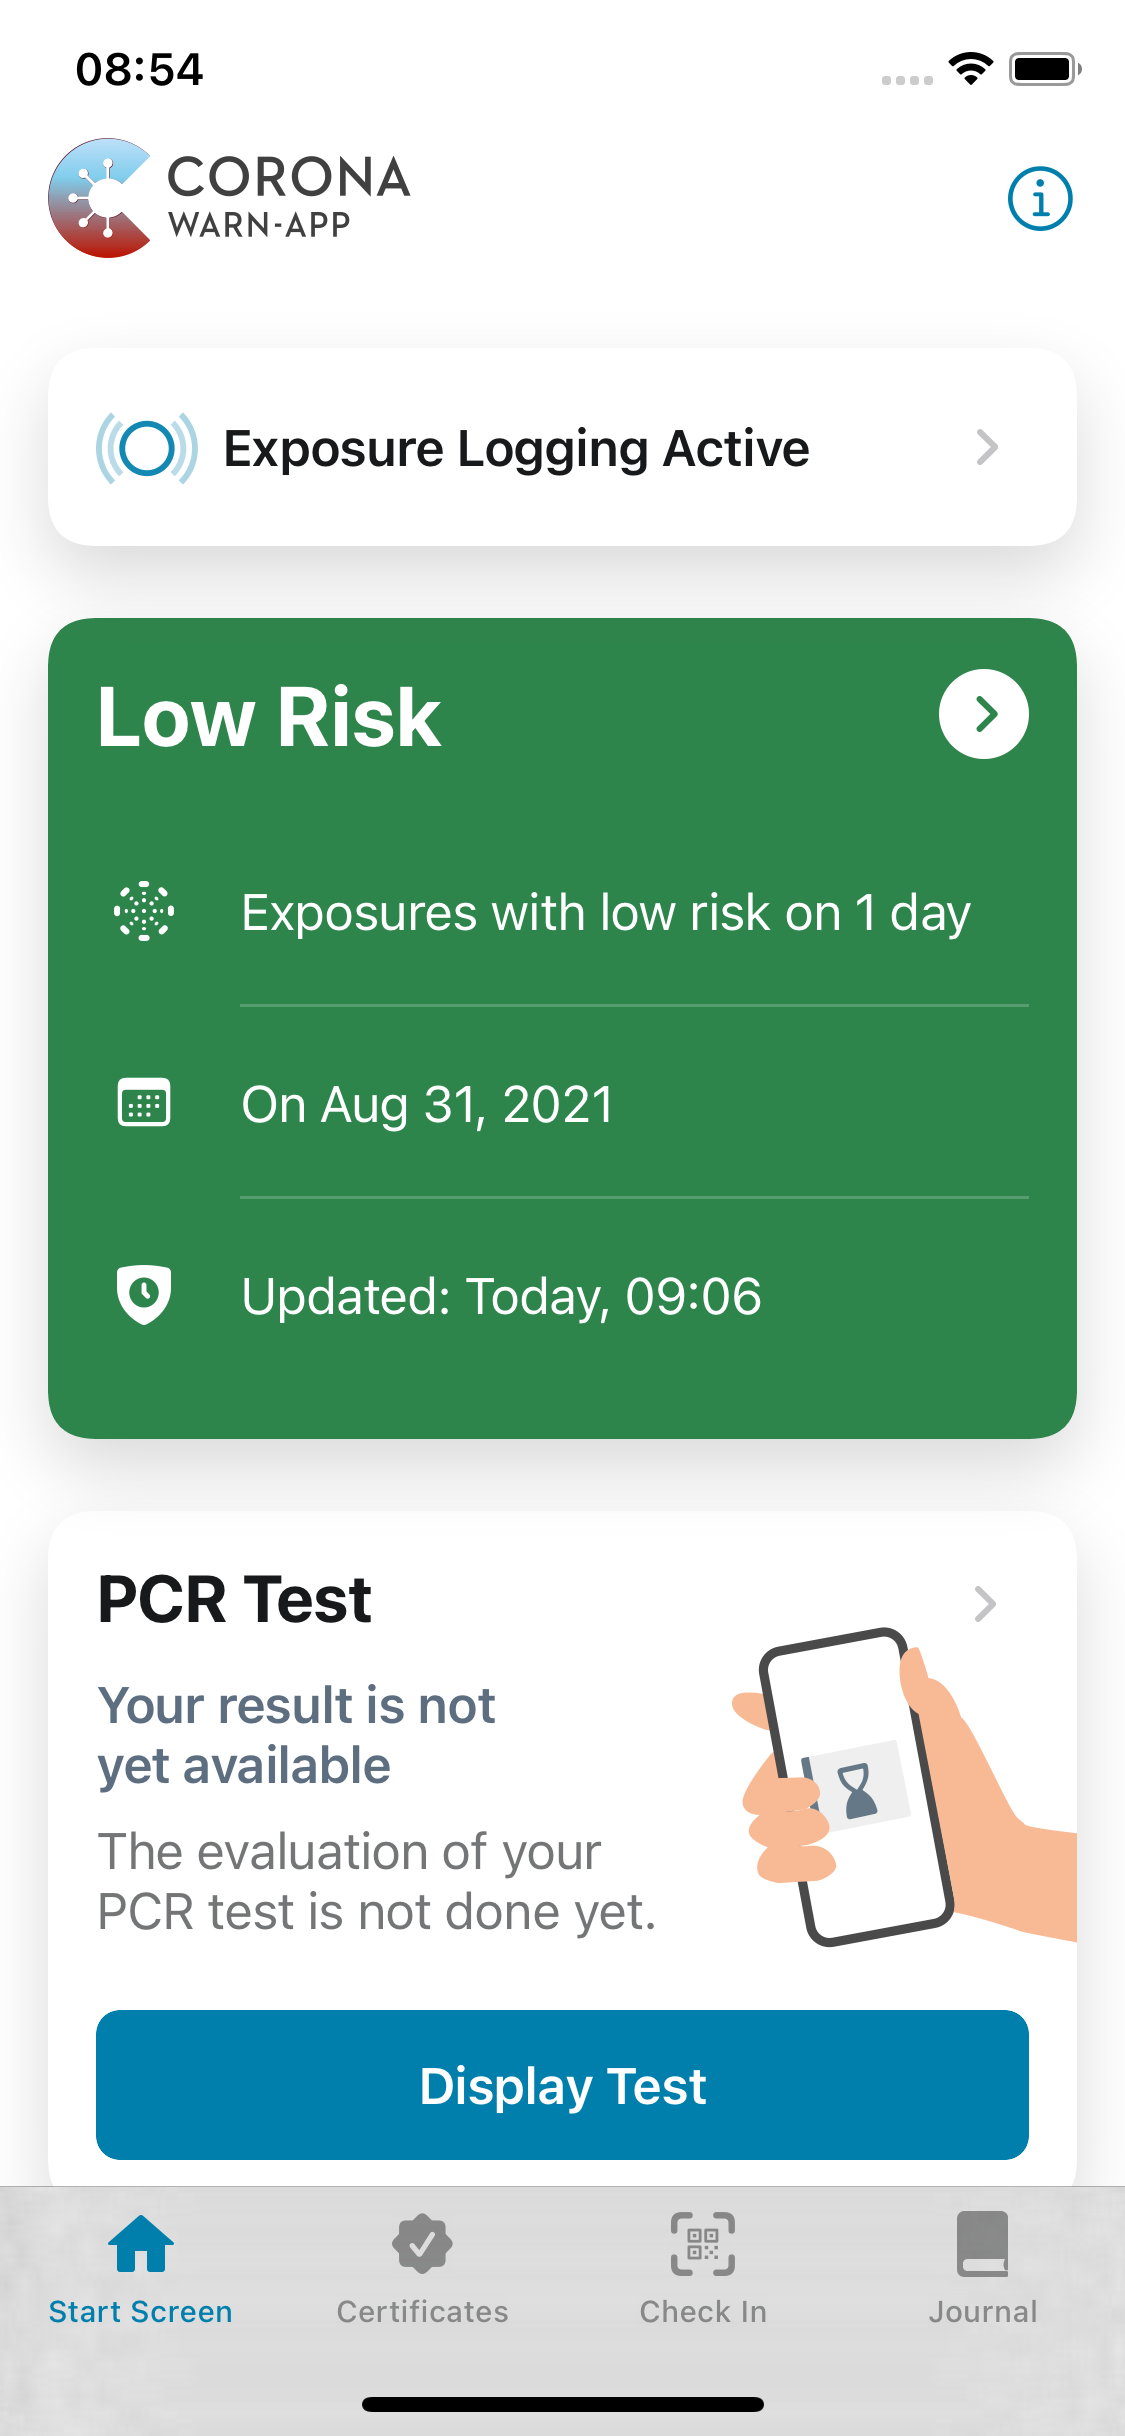 08:54
CORONA
WARN-APP
Exposure Logging Active
Low Risk
Exposures with low risk on 1 day
On Aug 31, 2021
Updated: Today, 09:06
PCR Test
Your result is not
yet available
The evaluation of your
PCR test is not done yet.
Display Test
Start Screen
Certificates
Check In
Journal